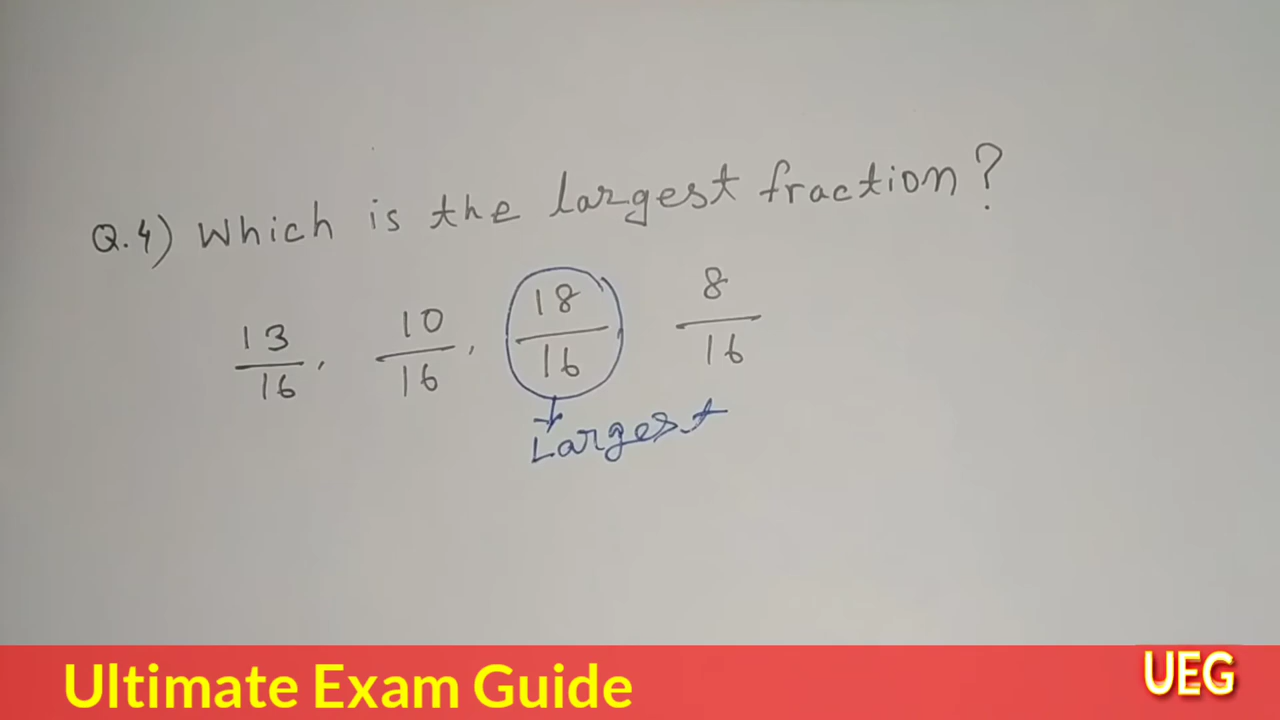 Q.4) Which is the largest fraction?
13/16, 10/16, 18/16 8/16
Largest
Ultimate Exam Guide
UEG